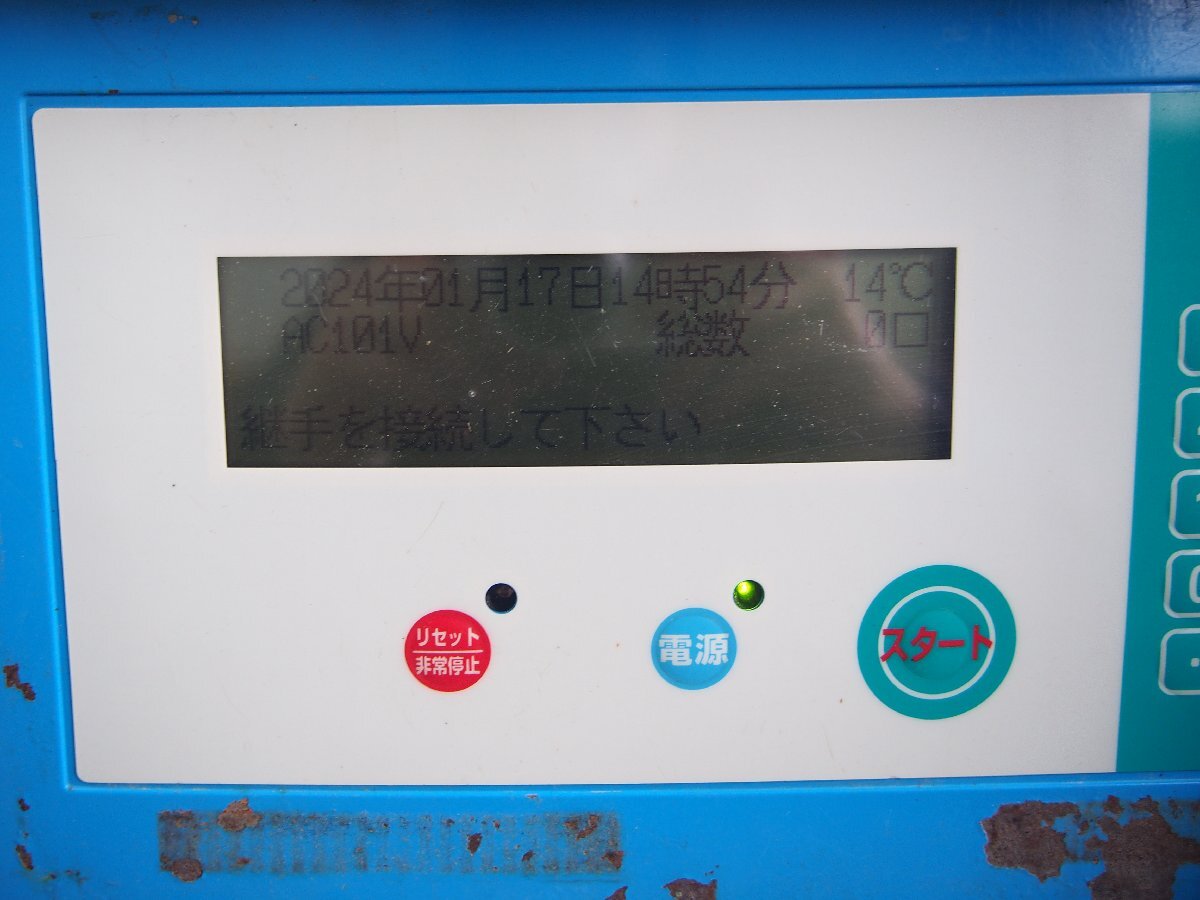 2024年01月17日14時54分 14℃
AC101V 総数 0口
継手を接続して下さい
リセット
非常停止
電源
スタート